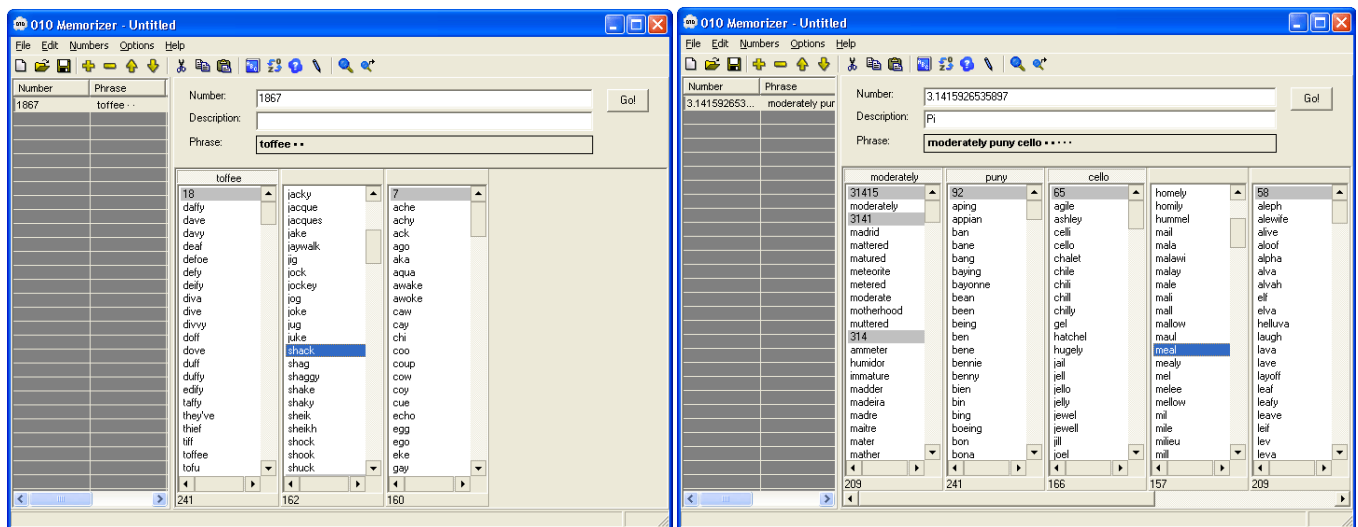 010 Memorizer - Untitled
File Edit Numbers Options Help
Number Phrase
1867 toffee · ·
Number: 1867
Go!
Description:
Phrase: toffee ▪ ▪
toffee
18
daffy
dave
davy
deaf
defoe
defy
deify
diva
dive
divvy
doff
dove
duff
duffy
edify
taffy
they've
thief
tiff
toffee
tofu
241
jacky
jacque
jacques
jake
jaywalk
jig
jock
jockey
jog
joke
jug
juke
shack
shag
shaggy
shake
shaky
sheik
sheikh
shock
shook
shuck
162
7
ache
achy
ack
ago
aka
aqua
awake
awoke
caw
cay
chi
coo
coup
cow
coy
cue
echo
egg
ego
eke
gay
160
010 Memorizer - Untitled
File Edit Numbers Options Help
Number Phrase
3.141592653... moderately pur
Number: 3.1415926535897
Go!
Description: Pi
Phrase: moderately puny cello ▪ ▪ · · ·
moderately
31415
moderately
3141
madrid
mattered
matured
meteorite
metered
moderate
motherhood
muttered
314
ammeter
humidor
immature
madder
madeira
madre
maitre
mater
mather
209
puny
92
aping
appian
ban
bane
bang
baying
bayonne
bean
been
being
ben
bene
bennie
benny
bien
bin
bing
boeing
bon
bona
241
cello
65
agile
ashley
celli
cello
chalet
chile
chili
chill
chilly
gel
hatchel
hugely
jail
jell
jello
jelly
jewel
jewell
jill
joel
166
homely
homily
hummel
mail
mala
malawi
malay
male
mali
mall
mallow
maul
meal
mealy
mel
melee
mellow
mil
mile
milieu
mill
157
58
aleph
alewife
alive
aloof
alpha
alva
alvah
elf
elva
helluva
laugh
lava
lave
layoff
leaf
leafy
leave
leif
lev
leva
209